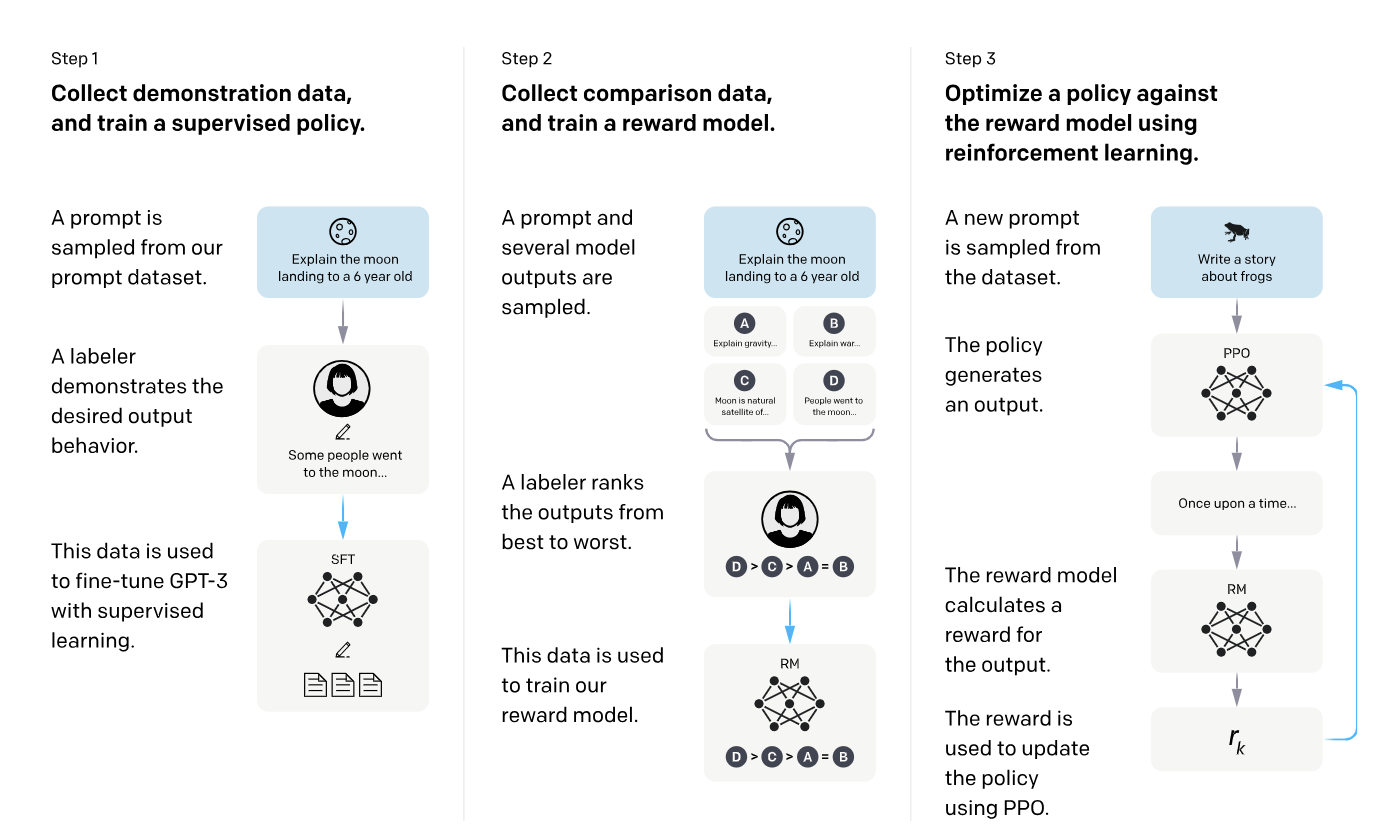 Step 1
Collect demonstration data,
and train a supervised policy.
A prompt is
sampled from our
prompt dataset.
Explain the moon
landing to a 6 year old
A labeler
demonstrates the
desired output
behavior.
Some people went
to the moon...
This data is used
to fine-tune GPT-3
with supervised
learning.
SFT
Step 2
Collect comparison data,
and train a reward model.
A prompt and
several model
outputs are
sampled.
Explain the moon
landing to a 6 year old
A
Explain gravity...
B
Explain war...
C
Moon is natural
satellite of...
D
People went to
the moon...
A labeler ranks
the outputs from
best to worst.
D > C > A = B
This data is used
to train our
reward model.
RM
D > C > A = B
Step 3
Optimize a policy against
the reward model using
reinforcement learning.
A new prompt
is sampled from
the dataset.
Write a story
about frogs
The policy
generates
an output.
PPO
Once upon a time...
The reward model
calculates a
reward for
the output.
RM
The reward is
used to update
the policy
using PPO.
rₖ